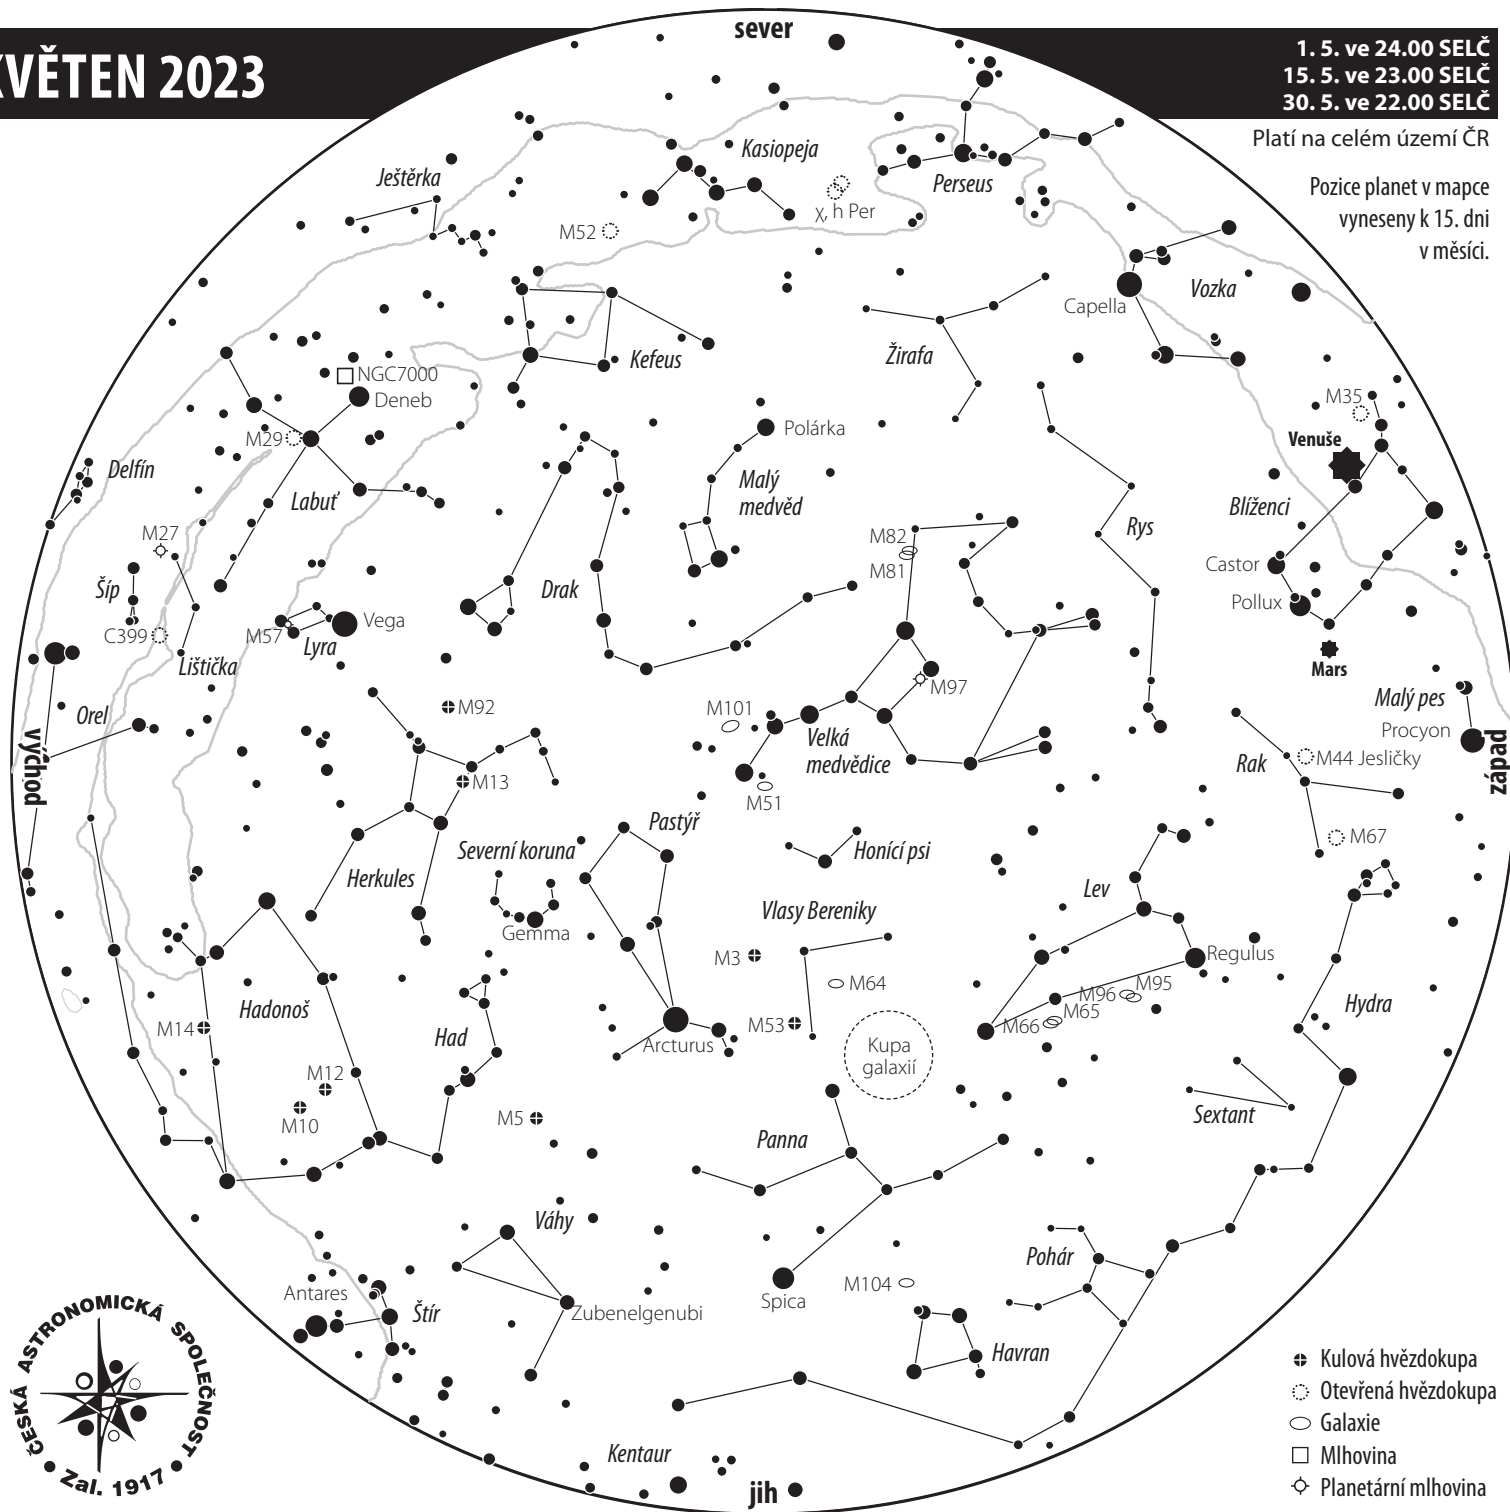 KVĚTEN 2023
sever
1. 5. ve 24.00 SELČ
15. 5. ve 23.00 SELČ
30. 5. ve 22.00 SELČ
Platí na celém území ČR
Pozice planet v mapce
vyneseny k 15. dni
v měsíci.
Kasiopeja
Ještěrka
Perseus
χ, h Per
M52
Vozka
Capella
Žirafa
Kefeus
NGC7000
Deneb
M35
Venuše
M29
Polárka
Delfín
Labuť
Malý
medvěd
Blíženci
Rys
M27
M82
M81
Castor
Šíp
Drak
Pollux
C399
M57
Vega
Lyra
Lištička
Mars
M97
Malý pes
Orel
M92
M101
Procyon
Velká
medvědice
východ
západ
M44 Jesličky
Rak
M13
M51
Pastýř
M67
Severní koruna
Honící psi
Herkules
Lev
Vlasy Bereniky
Gemma
M3
Regulus
M64
M95
M96
Hadonoš
M65
M66
Hydra
M14
Had
M53
Arcturus
Kupa
galaxií
M12
M10
M5
Sextant
Panna
Váhy
Pohár
M104
Antares
Spica
Štír
Zubenelgenubi
Havran
Kentaur
jih
ČESKÁ ASTRONOMICKÁ SPOLEČNOST
Zal. 1917
Kulová hvězdokupa
Otevřená hvězdokupa
Galaxie
Mlhovina
Planetární mlhovina